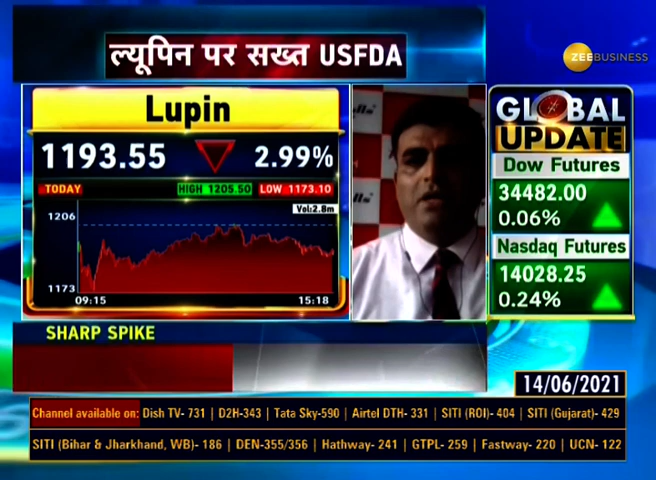 ल्यूपिन पर सख्त USFDA
ZEEBUSINESS
Lupin
1193.55 2.99%
TODAY HIGH 1205.50 LOW 1173.10
Vol:2.8m
1206
1173
09:15 15:18
GLOBAL
UPDATE
Dow Futures
34482.00
0.06%
Nasdaq Futures
14028.25
0.24%
SHARP SPIKE
14/06/2021
Channel available on: Dish TV- 731 | D2H-343 | Tata Sky-590 | Airtel DTH- 331 | SITI (ROI)- 404 | SITI (Gujarat)- 429
SITI (Bihar & Jharkhand, WB)- 186 | DEN-355/356 | Hathway- 241 | GTPL- 259 | Fastway- 220 | UCN- 122